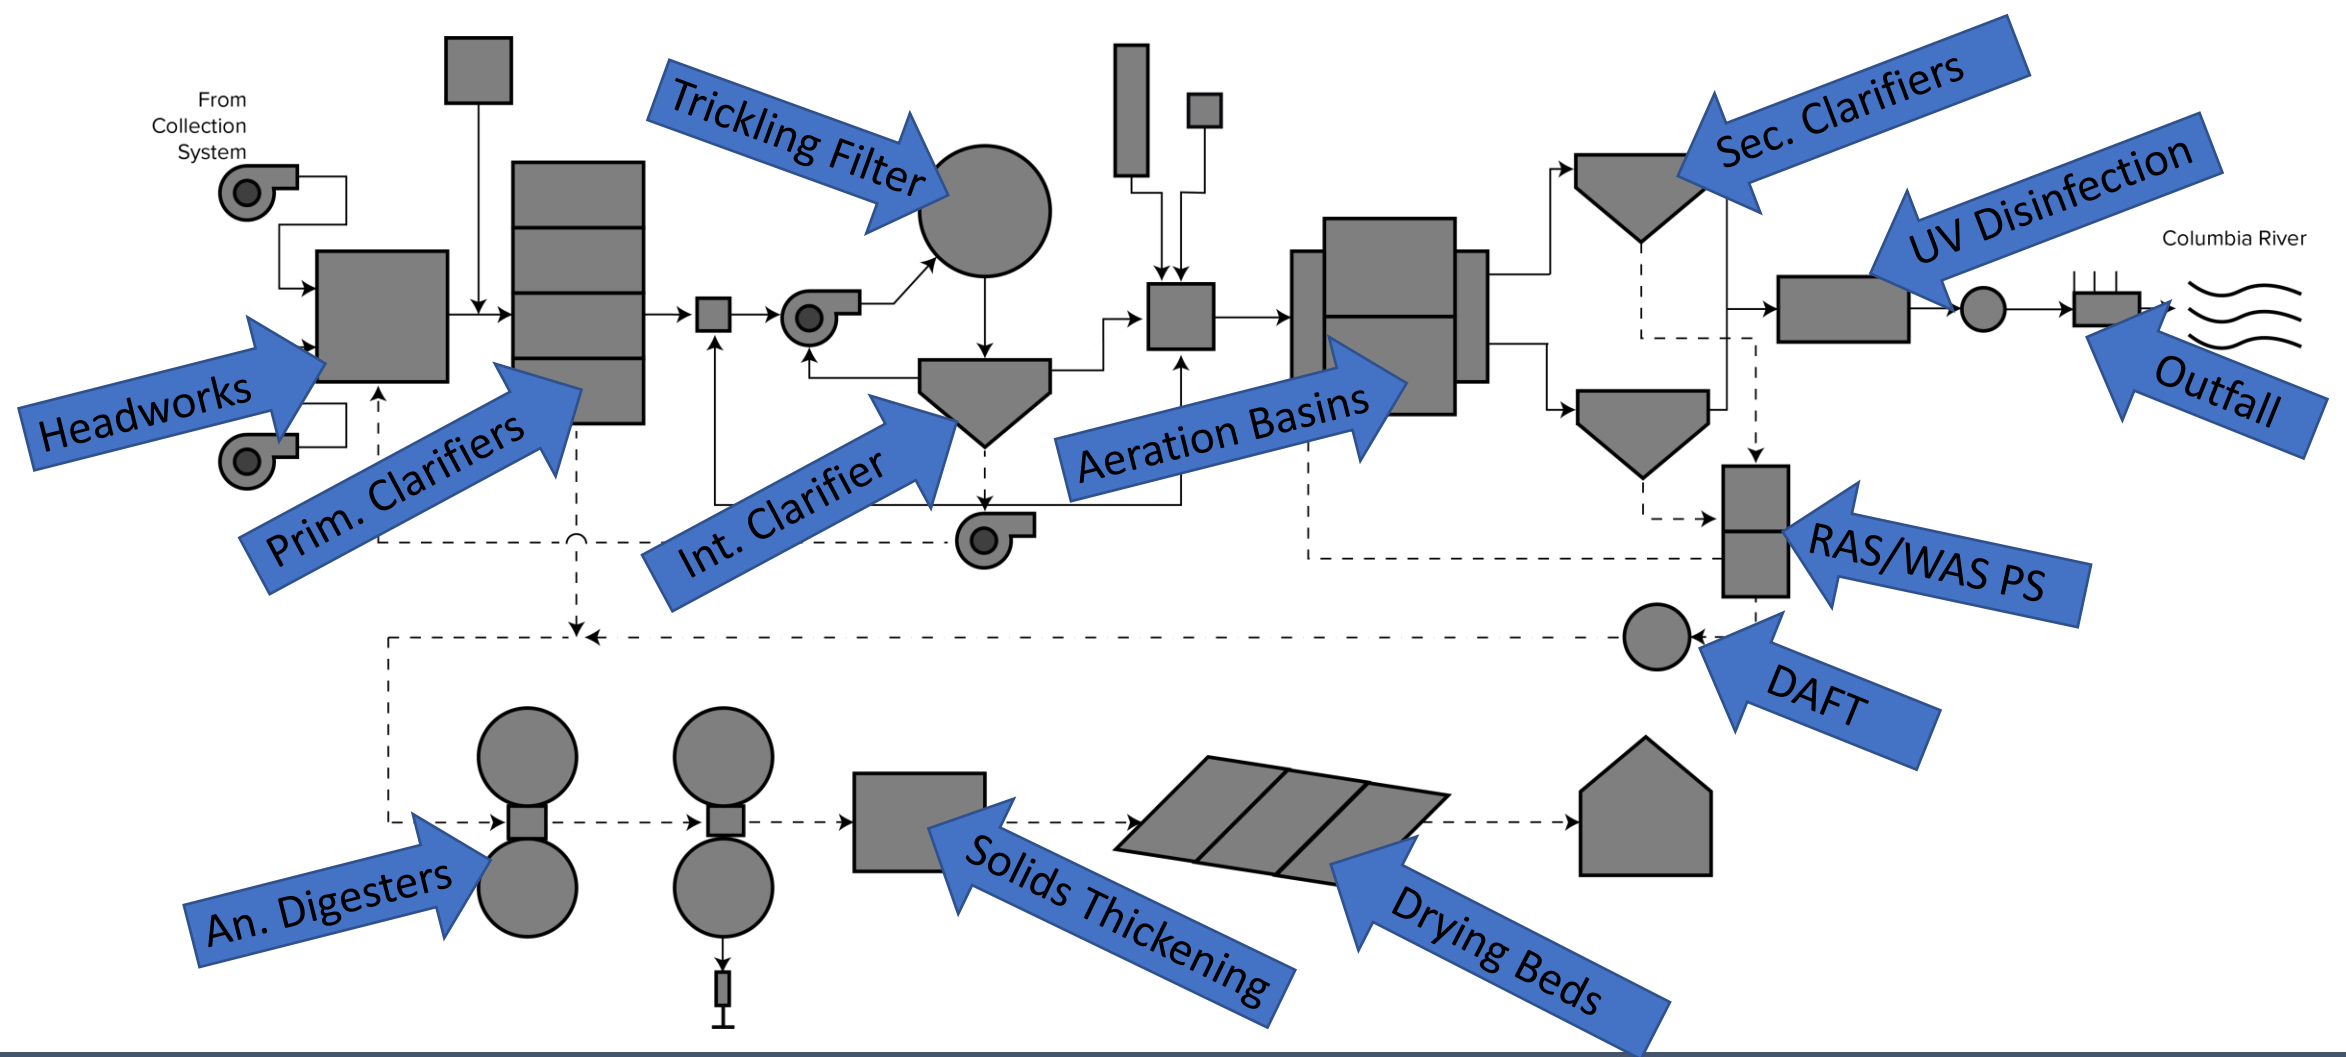 From
Collection
System
Trickling Filter
Sec. Clarifiers
UV Disinfection
Columbia River
Headworks
Prim. Clarifiers
Int. Clarifier
Aeration Basins
Outfall
RAS/WAS PS
DAFT
An. Digesters
Solids Thickening
Drying Beds